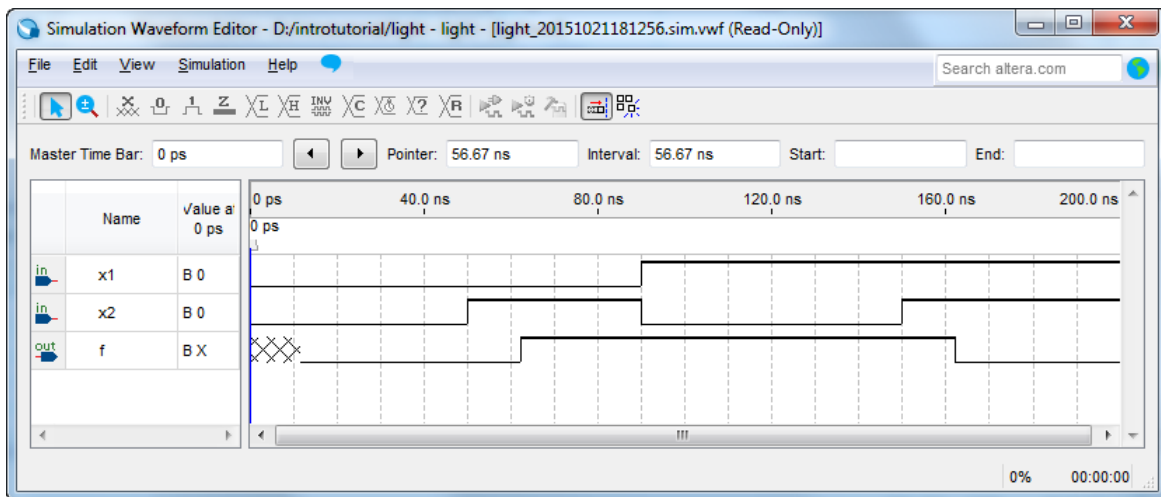 Simulation Waveform Editor - D:/introtutorial/light - light - [light_20151021181256.sim.vwf (Read-Only)]
File Edit View Simulation Help Search altera.com
Master Time Bar: 0 ps Pointer: 56.67 ns Interval: 56.67 ns Start: End:
Name Value at 0 ps
0 ps 40.0 ns 80.0 ns 120.0 ns 160.0 ns 200.0 ns
0 ps
in x1 B 0
in x2 B 0
out f B X
0% 00:00:00